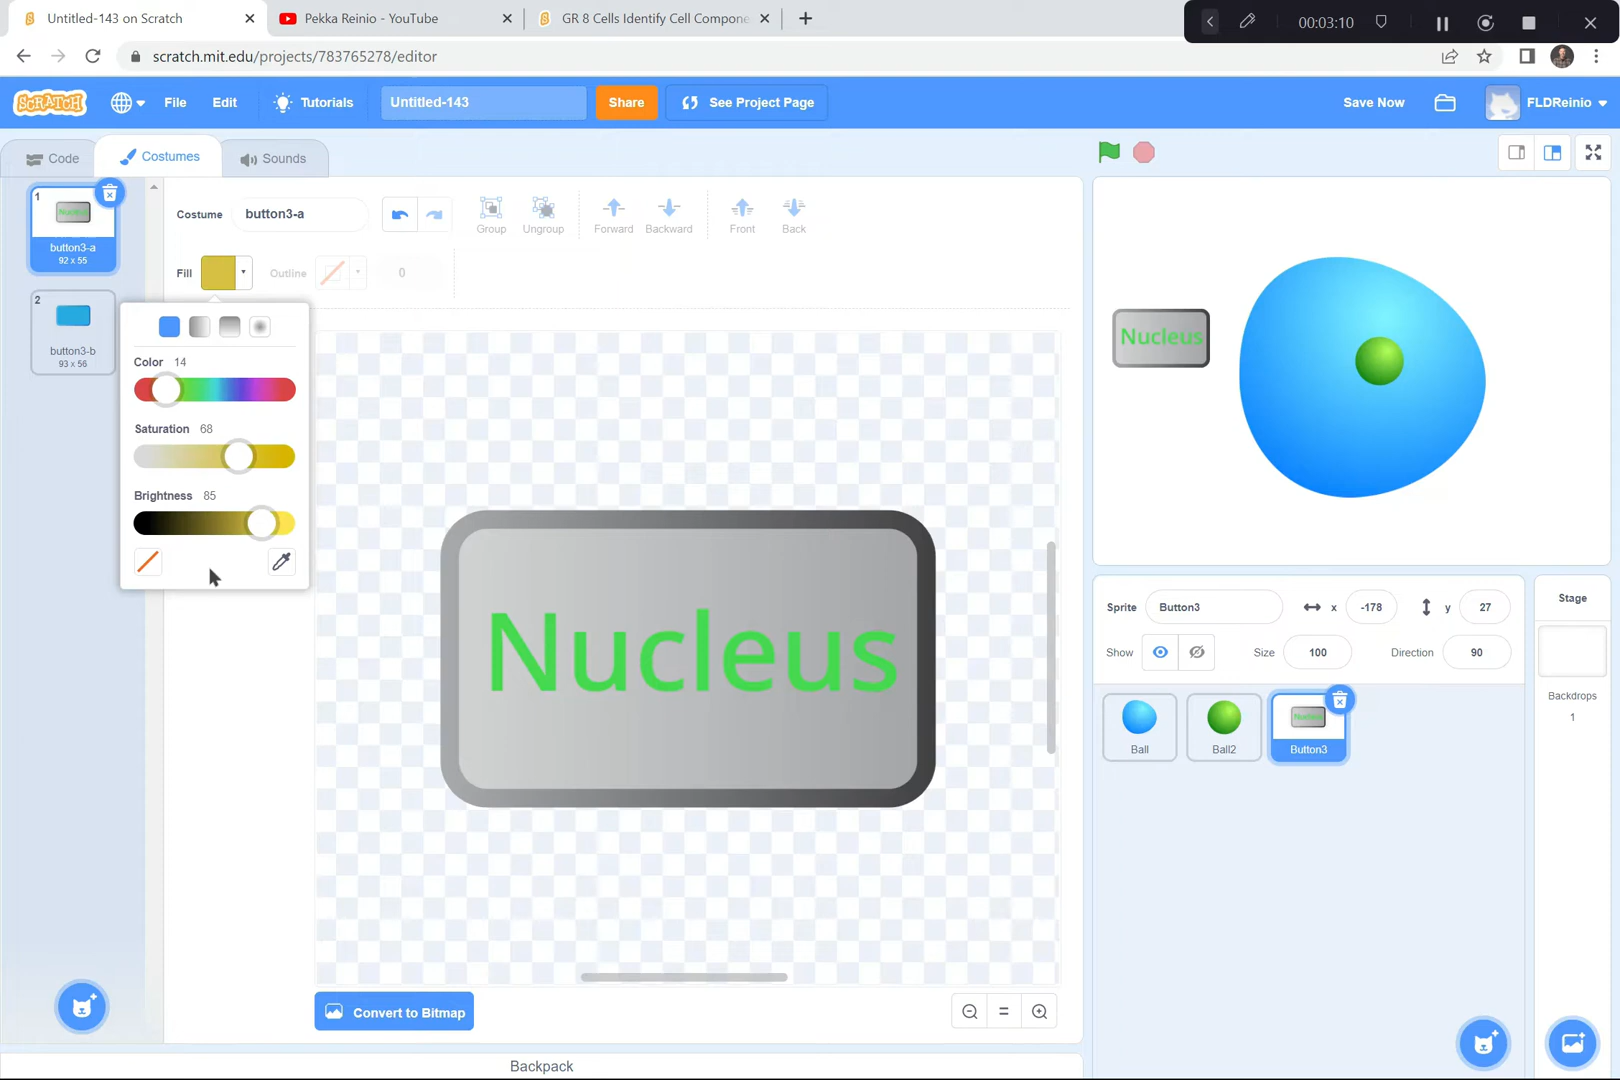 Untitled-143 on Scratch
Pekka Reinio - YouTube
GR 8 Cells Identify Cell Compone
00:03:10
scratch.mit.edu/projects/783765278/editor
SCRATCH
File
Edit
Tutorials
Untitled-143
Share
See Project Page
Save Now
FLDReinio
Code
Costumes
Sounds
1
Nucleus
button3-a
92 x 55
2
button3-b
93 x 56
Costume
button3-a
Group
Ungroup
Forward
Backward
Front
Back
Fill
Outline
0
Color 14
Saturation 68
Brightness 85
Nucleus
Convert to Bitmap
Backpack
Nucleus
Sprite
Button3
x
-178
y
27
Show
Size
100
Direction
90
Ball
Ball2
Nucleus
Button3
Stage
Backdrops
1